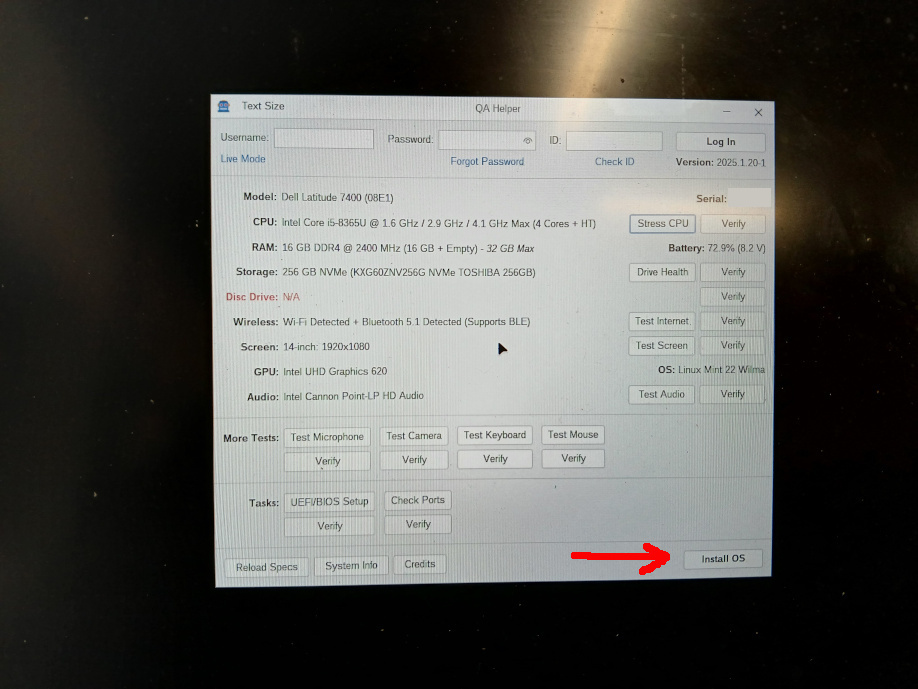 Text Size QA Helper
Username: Password: ID: Log In
Live Mode Forgot Password Check ID Version: 2025.1.20-1
Model: Dell Latitude 7400 (08E1) Serial:
CPU: Intel Core i5-8365U @ 1.6 GHz / 2.9 GHz / 4.1 GHz Max (4 Cores + HT) Stress CPU Verify
RAM: 16 GB DDR4 @ 2400 MHz (16 GB + Empty) - 32 GB Max Battery: 72.9% (8.2 V)
Storage: 256 GB NVMe (KXG60ZNV256G NVMe TOSHIBA 256GB) Drive Health Verify
Disc Drive: N/A Verify
Wireless: Wi-Fi Detected + Bluetooth 5.1 Detected (Supports BLE) Test Internet Verify
Screen: 14-inch: 1920x1080 Test Screen Verify
GPU: Intel UHD Graphics 620 OS: Linux Mint 22 Wilma
Audio: Intel Cannon Point-LP HD Audio Test Audio Verify
More Tests: Test Microphone Test Camera Test Keyboard Test Mouse
Verify Verify Verify Verify
Tasks: UEFI/BIOS Setup Check Ports
Verify Verify
Reload Specs System Info Credits Install OS